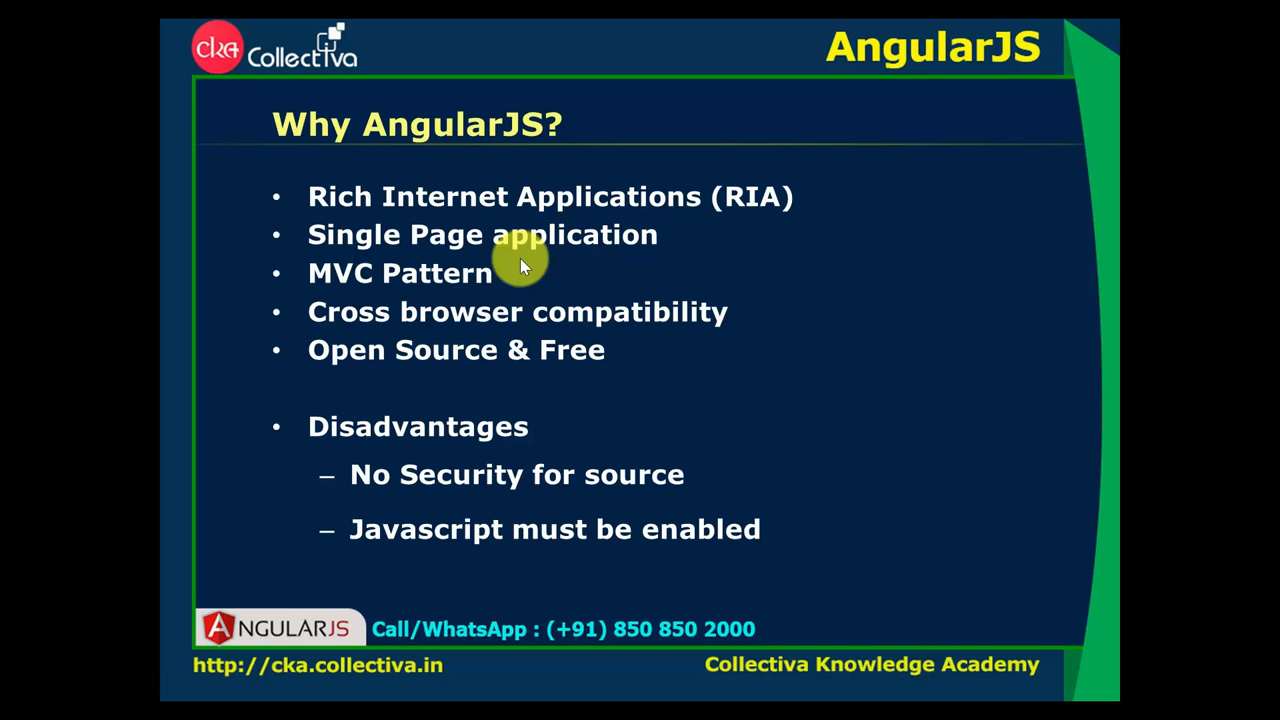 cka Collectiva
AngularJS
Why AngularJS?
• Rich Internet Applications (RIA)
• Single Page application
• MVC Pattern
• Cross browser compatibility
• Open Source & Free
• Disadvantages
– No Security for source
– Javascript must be enabled
ANGULARJS
Call/WhatsApp : (+91) 850 850 2000
http://cka.collectiva.in
Collectiva Knowledge Academy